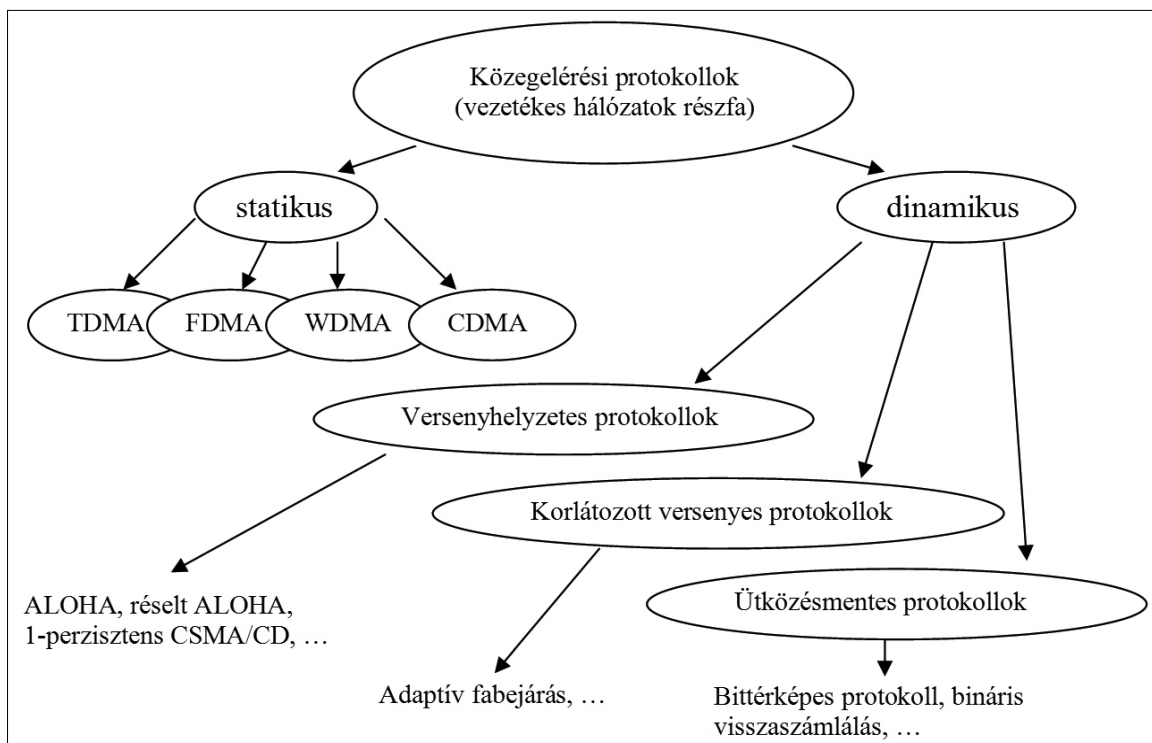 Közegelérési protokollok
(vezetékes hálózatok részfa)
statikus
dinamikus
TDMA
FDMA
WDMA
CDMA
Versenyhelyzetes protokollok
Korlátozott versenyes protokollok
Ütközésmentes protokollok
ALOHA, réselt ALOHA,
1-perzisztens CSMA/CD, …
Adaptív fabejárás, …
Bittérképes protokoll, bináris
visszaszámlálás, …